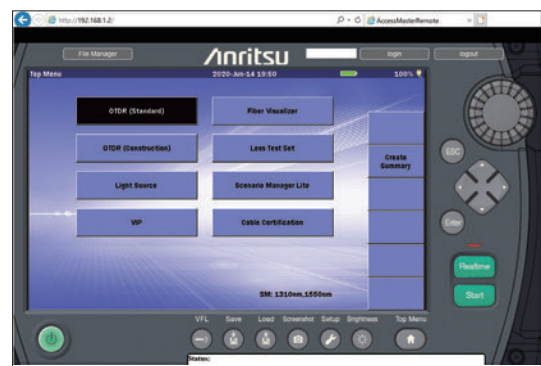 http://192.168.1.2/
AccessMasterRemote
File Manager
Anritsu
login
logout
Top Menu
2020-Jun-14 19:50
100%
OTDR (Standard)
Fiber Visualizer
OTDR (Construction)
Loss Test Set
Create
Summary
ESC
Light Source
Scenario Manager Lite
VIP
Cable Certification
Enter
Realtime
SM: 1310nm,1550nm
Start
VFL
Save
Load
Screenshot
Setup
Brightness
Top Menu
Status: